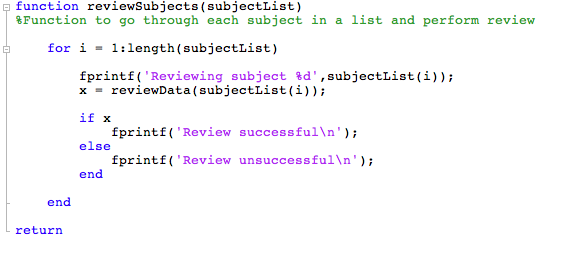 function reviewSubjects(subjectList)
%Function to go through each subject in a list and perform review
for i = 1:length(subjectList)
fprintf('Reviewing subject %d',subjectList(i));
x = reviewData(subjectList(i));
if x
fprintf('Review successful\n');
else
fprintf('Review unsuccessful\n');
end
end
return